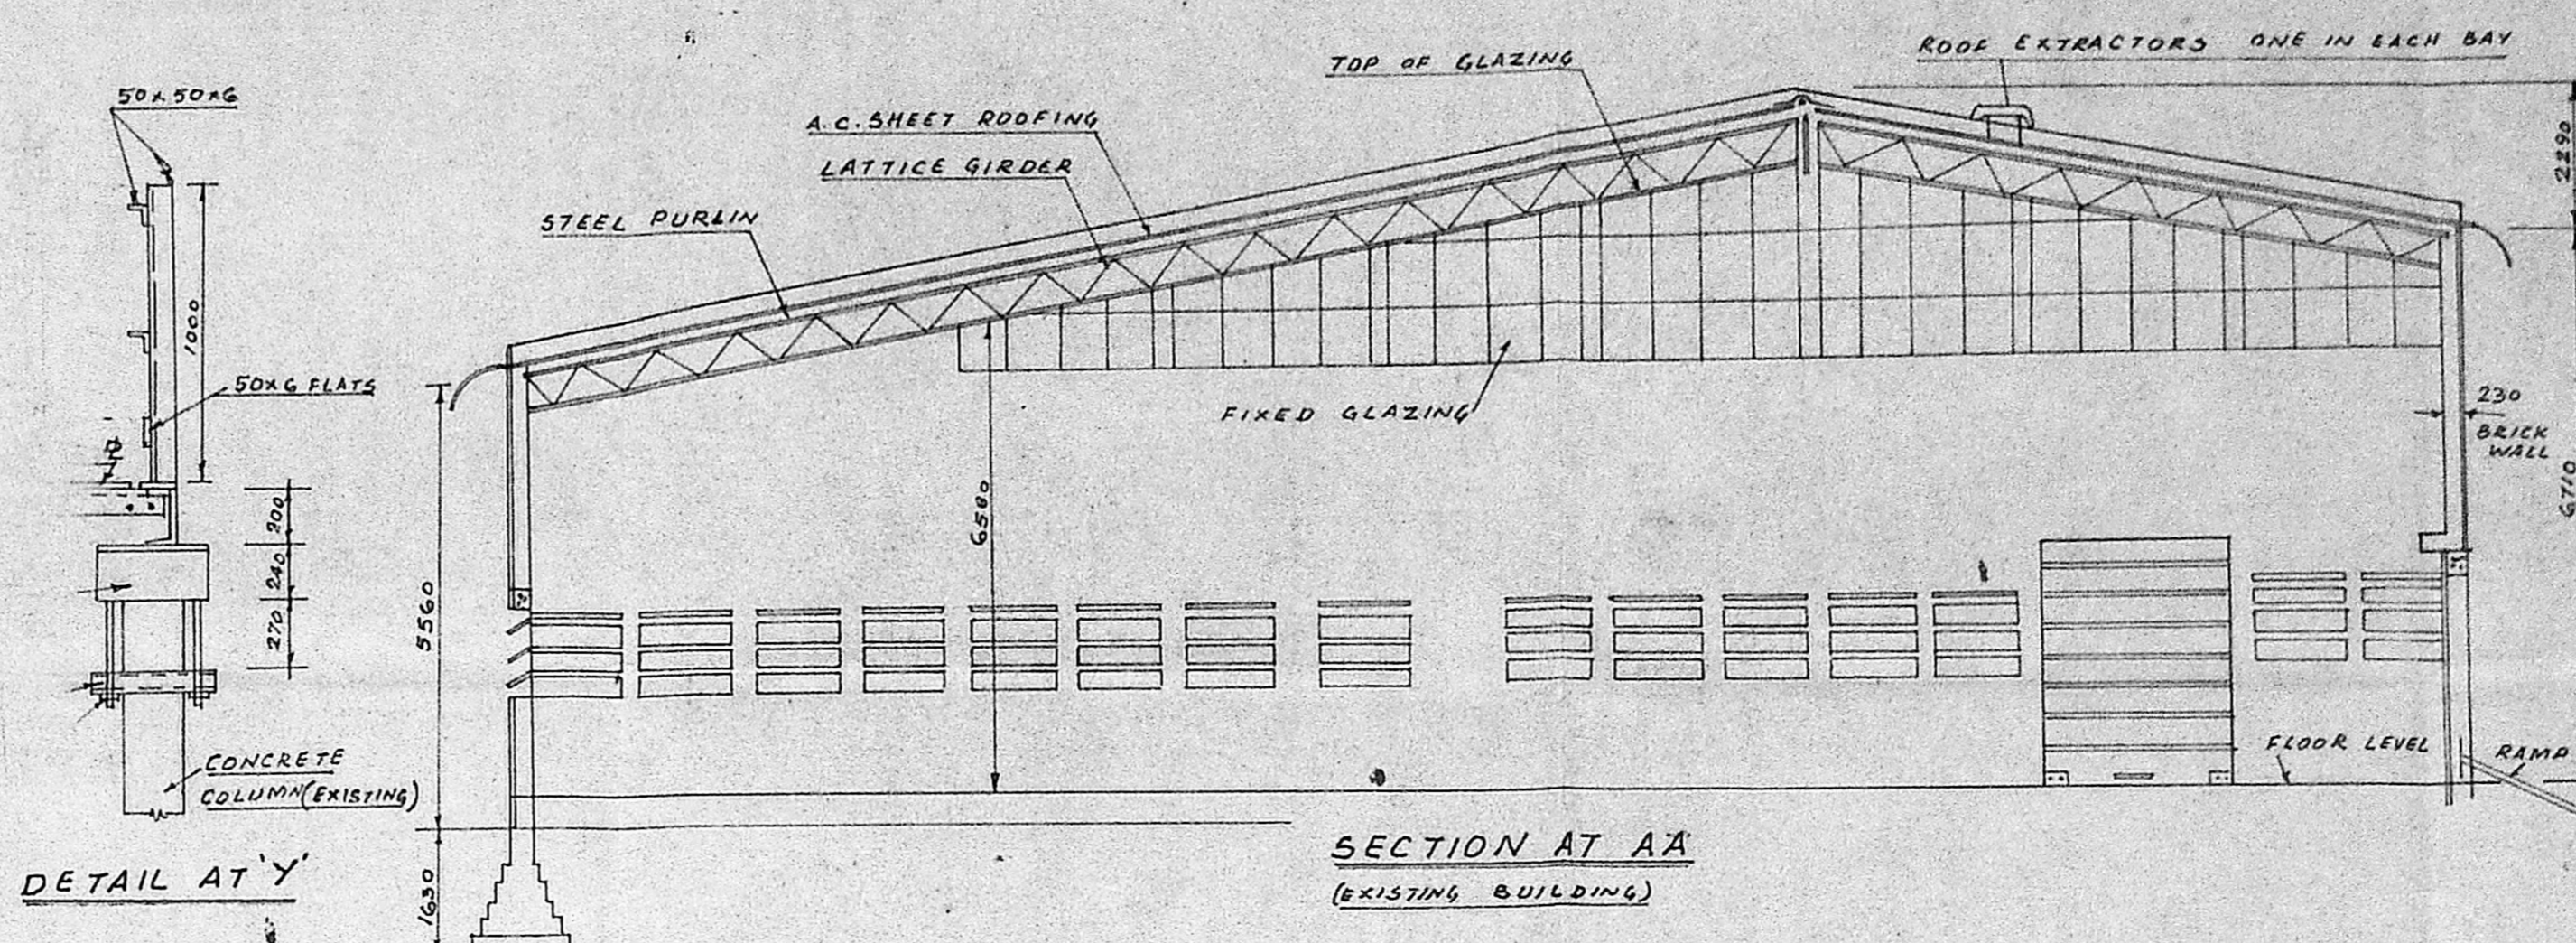 50x50x6
1000
50x6 FLATS
200
240
270
CONCRETE
COLUMN (EXISTING)
DETAIL AT 'Y'
ROOF EXTRACTORS ONE IN EACH BAY
TOP OF GLAZING
A.C. SHEET ROOFING
LATTICE GIRDER
STEEL PURLIN
2290
FIXED GLAZING
230
BRICK
WALL
6710
6580
5560
1630
FLOOR LEVEL
RAMP
SECTION AT AA
(EXISTING BUILDING)